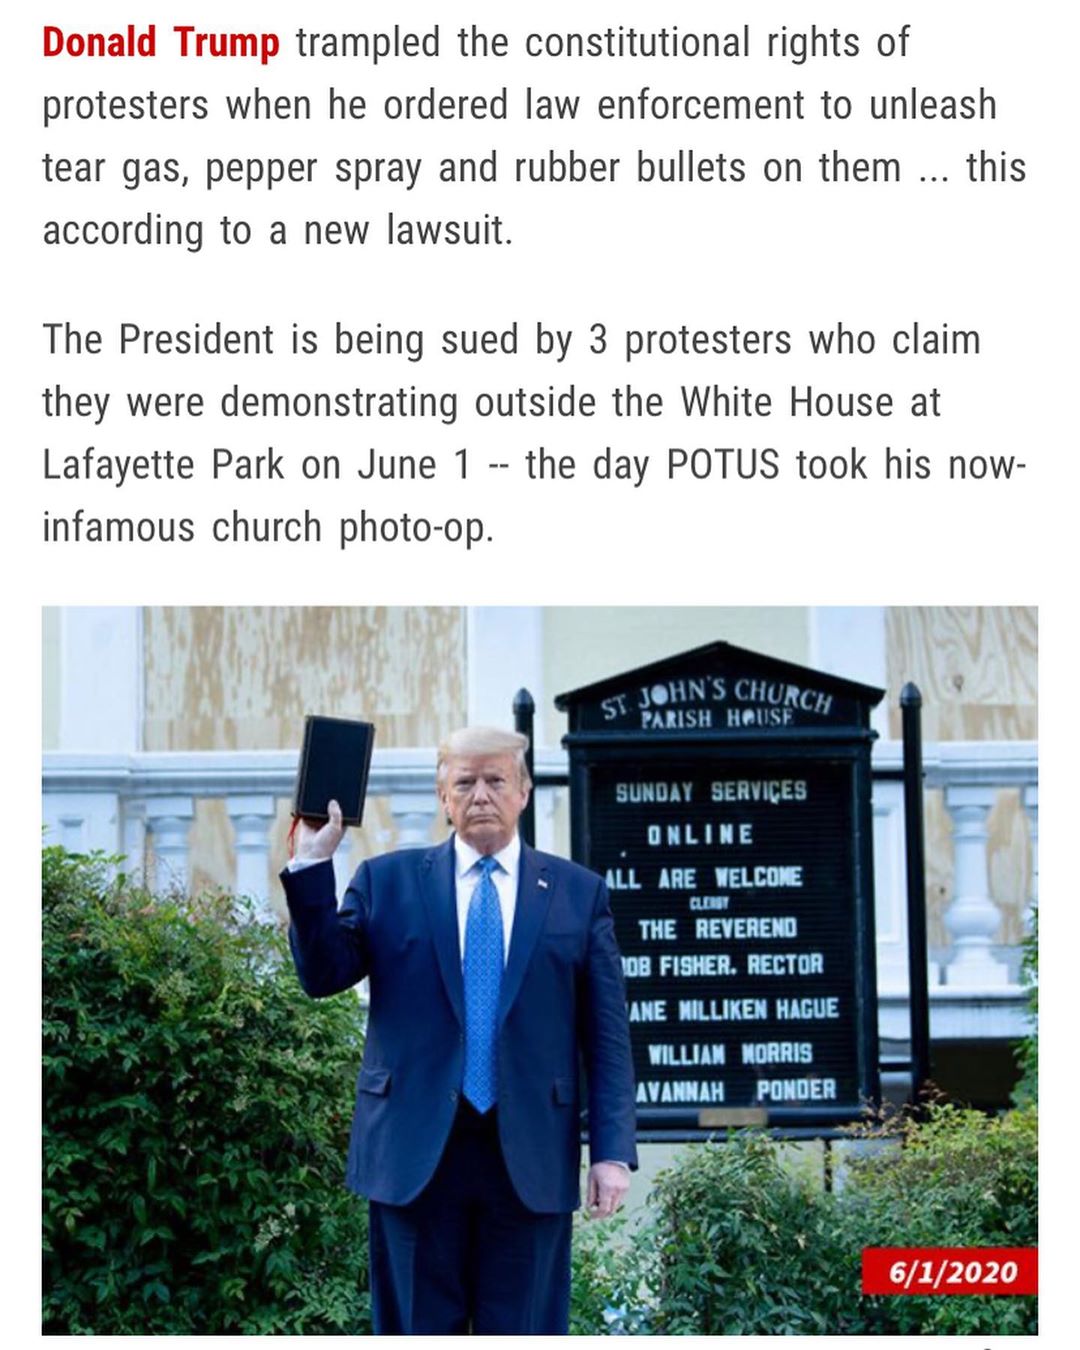 Donald Trump trampled the constitutional rights of
protesters when he ordered law enforcement to unleash
tear gas, pepper spray and rubber bullets on them ... this
according to a new lawsuit.
The President is being sued by 3 protesters who claim
they were demonstrating outside the White House at
Lafayette Park on June 1 -- the day POTUS took his now-
infamous church photo-op.
ST. JOHN'S CHURCH
PARISH HOUSE
SUNDAY SERVICES
ONLINE
ALL ARE WELCOME
CLERGY
THE REVEREND
OB FISHER. RECTOR
ANE MILLIKEN HAGUE
WILLIAM MORRIS
AVANNAH PONDER
6/1/2020